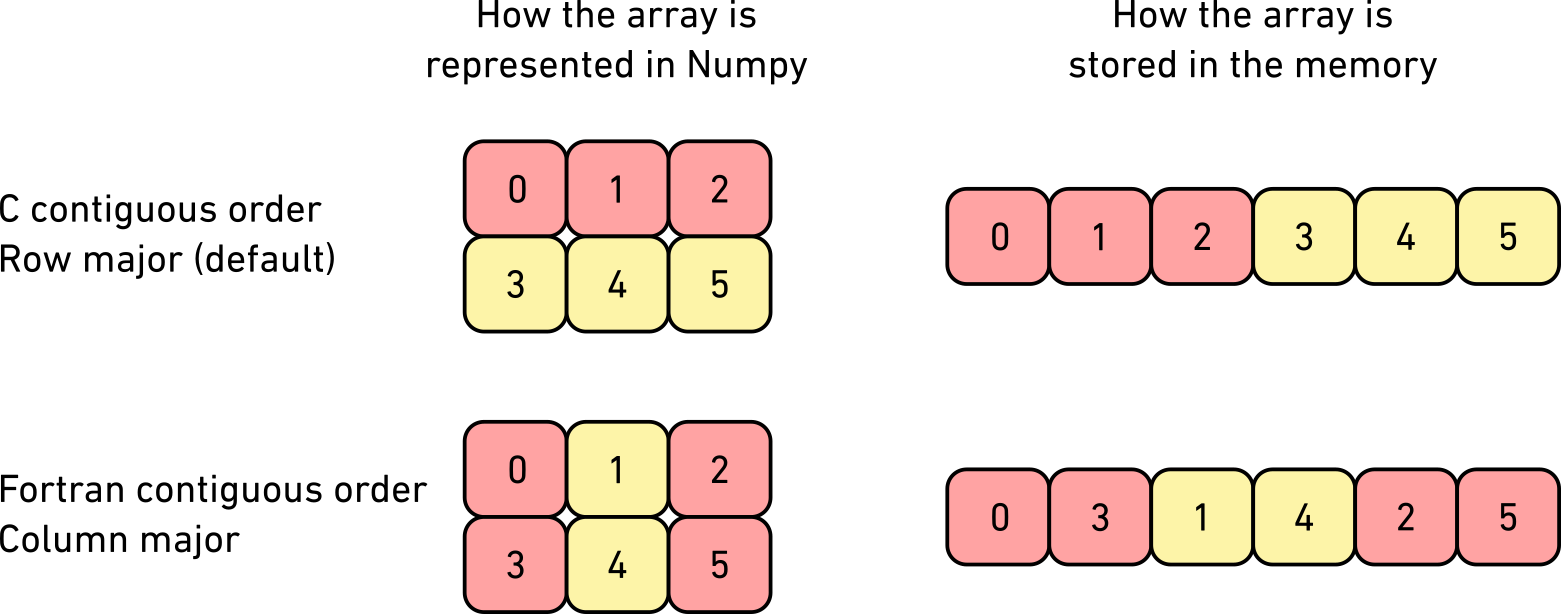 How the array is
represented in Numpy
How the array is
stored in the memory
C contiguous order
Row major (default)
0 1 2
3 4 5
0 1 2 3 4 5
Fortran contiguous order
Column major
0 1 2
3 4 5
0 3 1 4 2 5